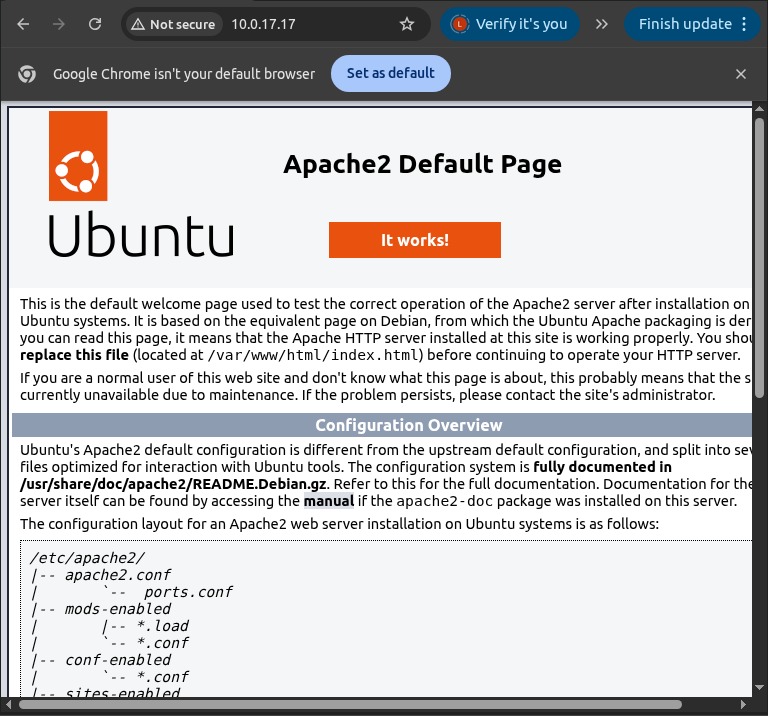 Not secure 10.0.17.17 L Verify it's you Finish update
Google Chrome isn't your default browser Set as default
Ubuntu
Apache2 Default Page
It works!
This is the default welcome page used to test the correct operation of the Apache2 server after installation on
Ubuntu systems. It is based on the equivalent page on Debian, from which the Ubuntu Apache packaging is der
you can read this page, it means that the Apache HTTP server installed at this site is working properly. You shou
replace this file (located at /var/www/html/index.html) before continuing to operate your HTTP server.
If you are a normal user of this web site and don't know what this page is about, this probably means that the s
currently unavailable due to maintenance. If the problem persists, please contact the site's administrator.
Configuration Overview
Ubuntu's Apache2 default configuration is different from the upstream default configuration, and split into sev
files optimized for interaction with Ubuntu tools. The configuration system is fully documented in
/usr/share/doc/apache2/README.Debian.gz. Refer to this for the full documentation. Documentation for the
server itself can be found by accessing the manual if the apache2-doc package was installed on this server.
The configuration layout for an Apache2 web server installation on Ubuntu systems is as follows:
/etc/apache2/
|-- apache2.conf
|       `--  ports.conf
|-- mods-enabled
|       |-- *.load
|       `-- *.conf
|-- conf-enabled
|       `-- *.conf
|-- sites-enabled